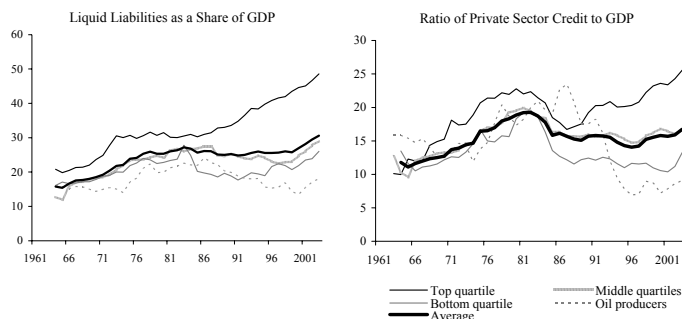 Liquid Liabilities as a Share of GDP
60
50
40
30
20
10
0
1961 66 71 76 81 86 91 96 2001
Ratio of Private Sector Credit to GDP
30
25
20
15
10
5
0
1961 66 71 76 81 86 91 96 2001
Top quartile
Middle quartiles
Bottom quartile
Oil producers
Average